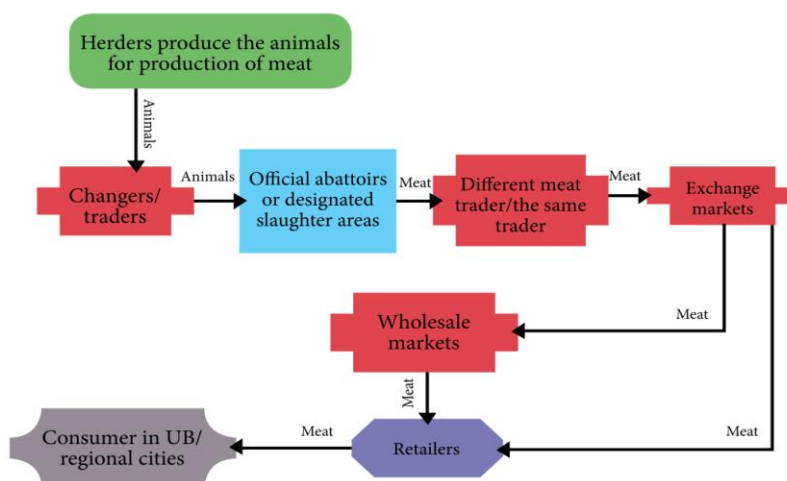 Herders produce the animals
for production of meat
Animals
Changers/
traders
Animals
Official abattoirs
or designated
slaughter areas
Meat
Different meat
trader/the same
trader
Meat
Exchange
markets
Meat
Wholesale
markets
Meat
Meat
Retailers
Meat
Consumer in UB/
regional cities